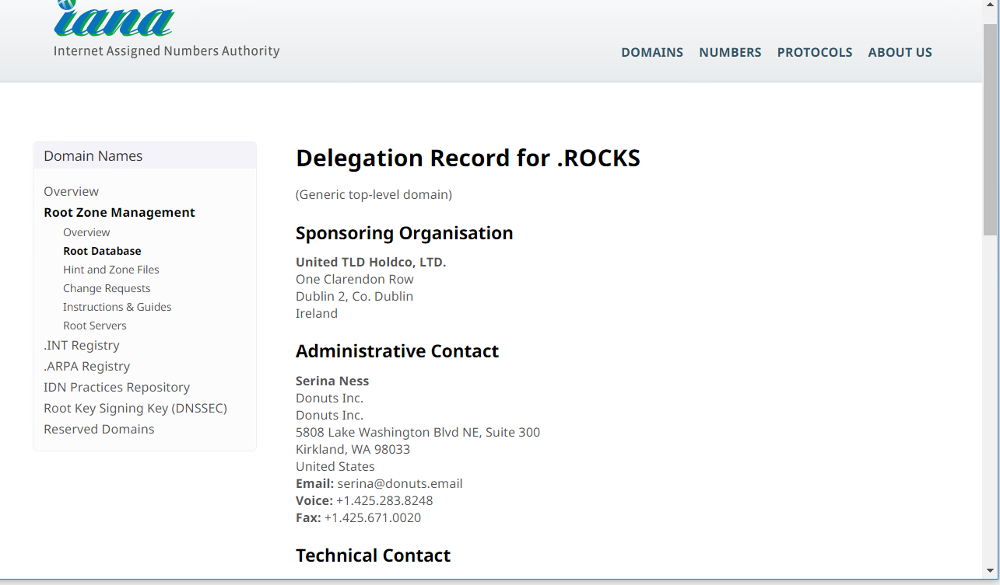 iana
Internet Assigned Numbers Authority
DOMAINS NUMBERS PROTOCOLS ABOUT US
Domain Names
Overview
Root Zone Management
Overview
Root Database
Hint and Zone Files
Change Requests
Instructions & Guides
Root Servers
.INT Registry
.ARPA Registry
IDN Practices Repository
Root Key Signing Key (DNSSEC)
Reserved Domains
Delegation Record for .ROCKS
(Generic top-level domain)
Sponsoring Organisation
United TLD Holdco, LTD.
One Clarendon Row
Dublin 2, Co. Dublin
Ireland
Administrative Contact
Serina Ness
Donuts Inc.
Donuts Inc.
5808 Lake Washington Blvd NE, Suite 300
Kirkland, WA 98033
United States
Email: serina@donuts.email
Voice: +1.425.283.8248
Fax: +1.425.671.0020
Technical Contact